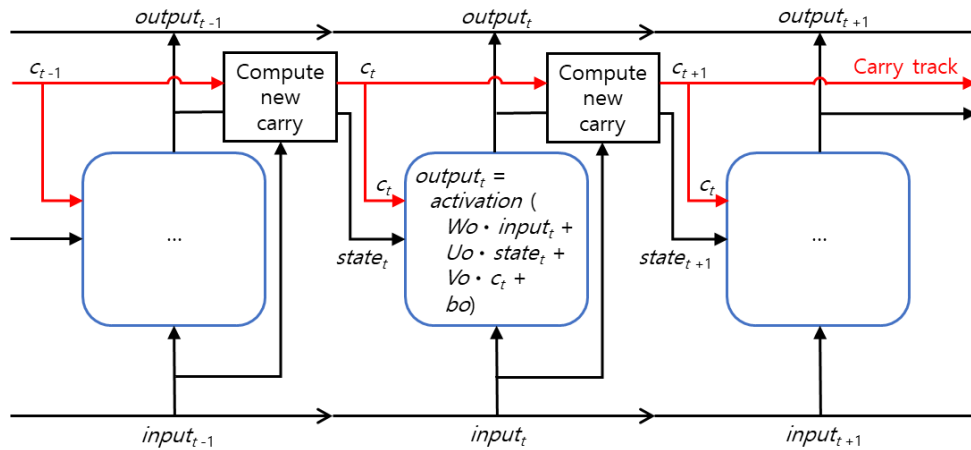 output t-1
output t
output t+1
c t-1
Compute
new
carry
c t
Compute
new
carry
c t+1
Carry track
...
c t
state t
output t =
activation (
Wo · input t +
Uo · state t +
Vo · c t +
bo)
c t
state t+1
...
input t-1
input t
input t+1